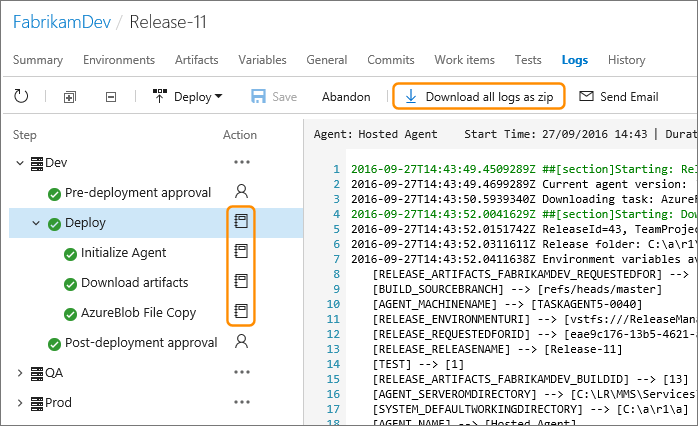 FabrikamDev / Release-11
Summary Environments Artifacts Variables General Commits Work items Tests Logs History
Deploy Save Abandon Download all logs as zip Send Email
Step Action
Dev ...
Pre-deployment approval
Deploy
Initialize Agent
Download artifacts
AzureBlob File Copy
Post-deployment approval
QA ...
Prod ...
Agent: Hosted Agent Start Time: 27/09/2016 14:43 | Durat
1 2016-09-27T14:43:49.4509289Z ##[section]Starting: Rel
2 2016-09-27T14:43:49.4699289Z Current agent version:
3 2016-09-27T14:43:50.5939340Z Downloading task: AzureF
4 2016-09-27T14:43:52.0041629Z ##[section]Starting: Dow
5 2016-09-27T14:43:52.0151742Z ReleaseId=43, TeamProjec
6 2016-09-27T14:43:52.0311611Z Release folder: C:\a\r1\
7 2016-09-27T14:43:52.0411638Z Environment variables av
8 [RELEASE_ARTIFACTS_FABRIKAMDEV_REQUESTEDFOR] -->
9 [BUILD_SOURCEBRANCH] --> [refs/heads/master]
10 [AGENT_MACHINENAME] --> [TASKAGENT5-0040]
11 [RELEASE_ENVIRONMENTURI] --> [vstfs:///ReleaseMana
12 [RELEASE_REQUESTEDFORID] --> [eae9c176-13b5-4621-
13 [RELEASE_RELEASENAME] --> [Release-11]
14 [TEST] --> [1]
15 [RELEASE_ARTIFACTS_FABRIKAMDEV_BUILDID] --> [13]
16 [AGENT_SERVEROMDIRECTORY] --> [C:\LR\MMS\Services
17 [SYSTEM_DEFAULTWORKINGDIRECTORY] --> [C:\a\r1\a]
18 [AGENT_NAME] --> [Hosted Agent]